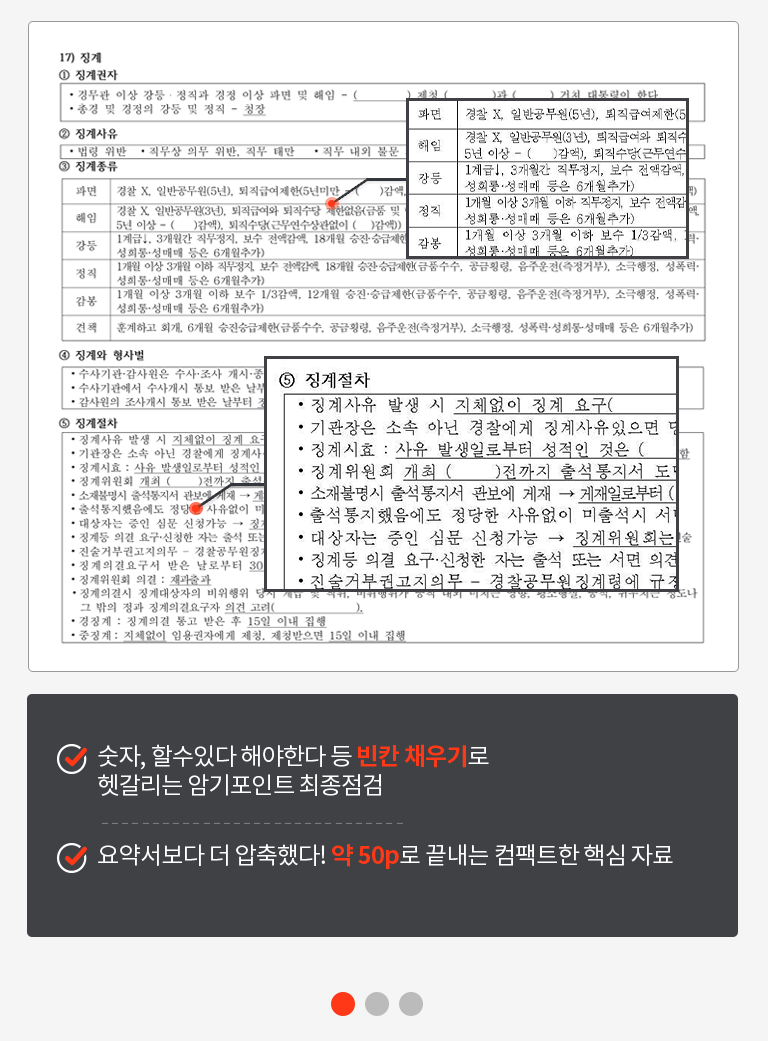 17) 징계
① 징계권자
• 경무관 이상 강등 · 정직과 경정 이상 파면 및 해임 - (        ) 제청 (        )과 (        ) 거쳐 대통령이 한다
• 총경 및 경정의 강등 및 정직 - 청장
② 징계사유
• 법령 위반  • 직무상 의무 위반, 직무 태만  • 직무 내외 불문
③ 징계종류
파면 경찰 X, 일반공무원(5년), 퇴직급여제한(5년미만 - (    )감액,
해임 경찰 X, 일반공무원(3년), 퇴직급여와 퇴직수당 제한없음(금품 및
5년 이상 - (    )감액), 퇴직수당(근무연수상관없이 (    )감액))
강등 1계급↓, 3개월간 직무정지, 보수 전액감액, 18개월 승진·승급제한
성희롱·성매매 등은 6개월추가)
정직 1개월 이상 3개월 이하 직무정지, 보수 전액감액, 18개월 승진·승급제한(금품수수, 공금횡령, 음주운전(측정거부), 소극행정, 성폭력·
성희롱·성매매 등은 6개월추가)
감봉 1개월 이상 3개월 이하 보수 1/3감액, 12개월 승진·승급제한(금품수수, 공금횡령, 음주운전(측정거부), 소극행정, 성폭력·
성희롱·성매매 등은 6개월추가)
견책 훈계하고 회개, 6개월 승진승급제한(금품수수, 공금횡령, 음주운전(측정거부), 소극행정, 성폭력·성희롱·성매매 등은 6개월추가)
파면 경찰 X, 일반공무원(5년), 퇴직급여제한(5
해임 경찰 X, 일반공무원(3년), 퇴직급여와 퇴직수
5년 이상 - (    )감액), 퇴직수당(근무연수
강등 1계급↓, 3개월간 직무정지, 보수 전액감액,
성희롱·성매매 등은 6개월추가)
정직 1개월 이상 3개월 이하 직무정지, 보수 전액감
성희롱·성매매 등은 6개월추가)
감봉 1개월 이상 3개월 이하 보수 1/3감액,
성희롱·성매매 등은 6개월추가)
④ 징계와 형사벌
• 수사기관·감사원은 수사·조사 개시·종
• 수사기관에서 수사개시 통보 받은 날부
• 감사원의 조사개시 통보 받은 날부터
⑤ 징계절차
• 징계사유 발생 시 지체없이 징계 요구
• 기관장은 소속 아닌 경찰에게 징계사
• 징계시효 : 사유 발생일로부터 성적인
• 징계위원회 개최 (    )전까지 출석
• 소재불명시 출석통지서 관보에 게재 →
• 출석통지했음에도 정당한 사유없이 미
• 대상자는 증인 심문 신청가능 →
• 징계등 의결 요구·신청한 자는 출석 또는
• 진술거부권고지의무 - 경찰공무원징계
• 징계의결요구서 받은 날로부터 30
• 징계위원회 의결 : 재과출과
• 징계의결시 징계대상자의 비위행위 당시 계급 및 직위, 비위행위가 공직 내외 미치는 영향, 평소행실, 공적, 뉘우치는 정도나
그 밖의 정과 징계의결요구자 의견 고려(        ).
• 경징계 : 징계의결 통고 받은 후 15일 이내 집행
• 중징계 : 지체없이 임용권자에게 제청, 제청받으면 15일 이내 집행
⑤ 징계절차
• 징계사유 발생 시 지체없이 징계 요구(
• 기관장은 소속 아닌 경찰에게 징계사유있으면
• 징계시효 : 사유 발생일로부터 성적인 것은 (
• 징계위원회 개최 (    )전까지 출석통지서
• 소재불명시 출석통지서 관보에 게재 → 게재일로부터 (
• 출석통지했음에도 정당한 사유없이 미출석시
• 대상자는 증인 심문 신청가능 → 징계위원회는
• 징계등 의결 요구·신청한 자는 출석 또는 서면 의견
• 진술거부권고지의무 - 경찰공무원징계령에 규정
숫자, 할수있다 해야한다 등 빈칸 채우기로
헷갈리는 암기포인트 최종점검
요약서보다 더 압축했다! 약 50p로 끝내는 컴팩트한 핵심 자료